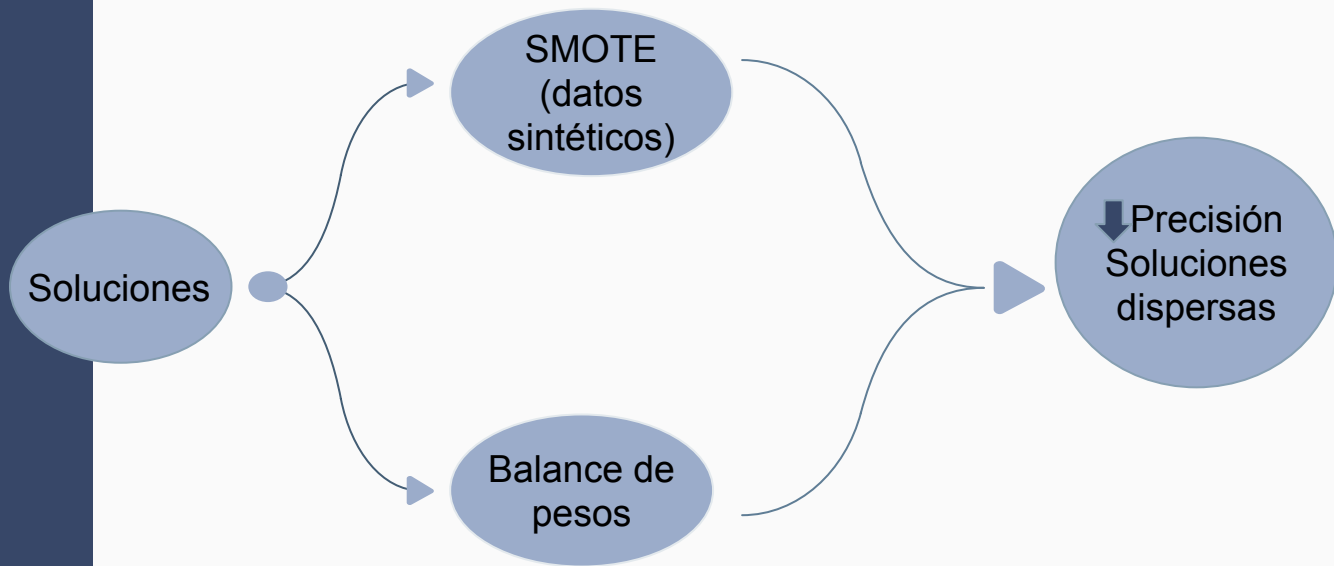 Soluciones
SMOTE
(datos
sintéticos)
Balance de
pesos
Precisión
Soluciones
dispersas